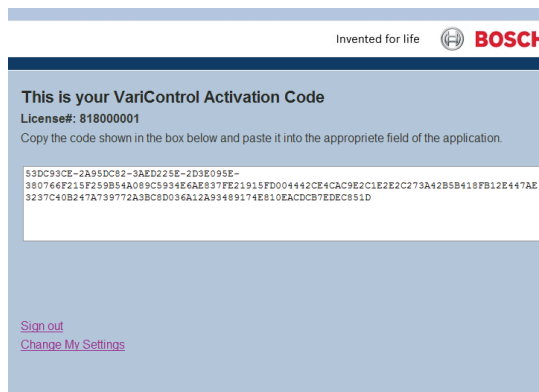 Invented for life BOSCH
This is your VariControl Activation Code
License#: 818000001
Copy the code shown in the box below and paste it into the appropriete field of the application.
53DC93CE-2A95DC82-3AED225E-2D3E095E-
380766F215F259B54A089C5934E6AE837FE21915FD004442CE4CAC9E2C1E2E2C273A42B5B418FB12E447AE
3237C40B247A739772A3BC8D036A12A93489174E810EACDCB7EDEC851D
Sign out
Change My Settings